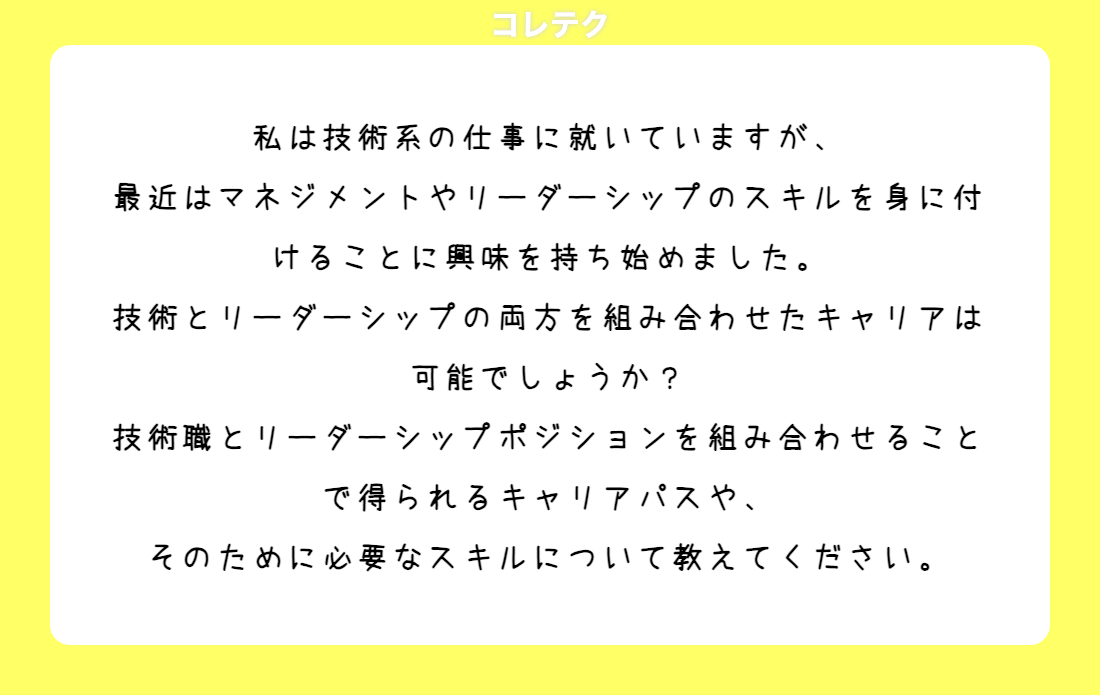 コレテク
私は技術系の仕事に就いていますが、
最近はマネジメントやリーダーシップのスキルを身に付
けることに興味を持ち始めました。
技術とリーダーシップの両方を組み合わせたキャリアは
可能でしょうか？
技術職とリーダーシップポジションを組み合わせること
で得られるキャリアパスや、
そのために必要なスキルについて教えてください。